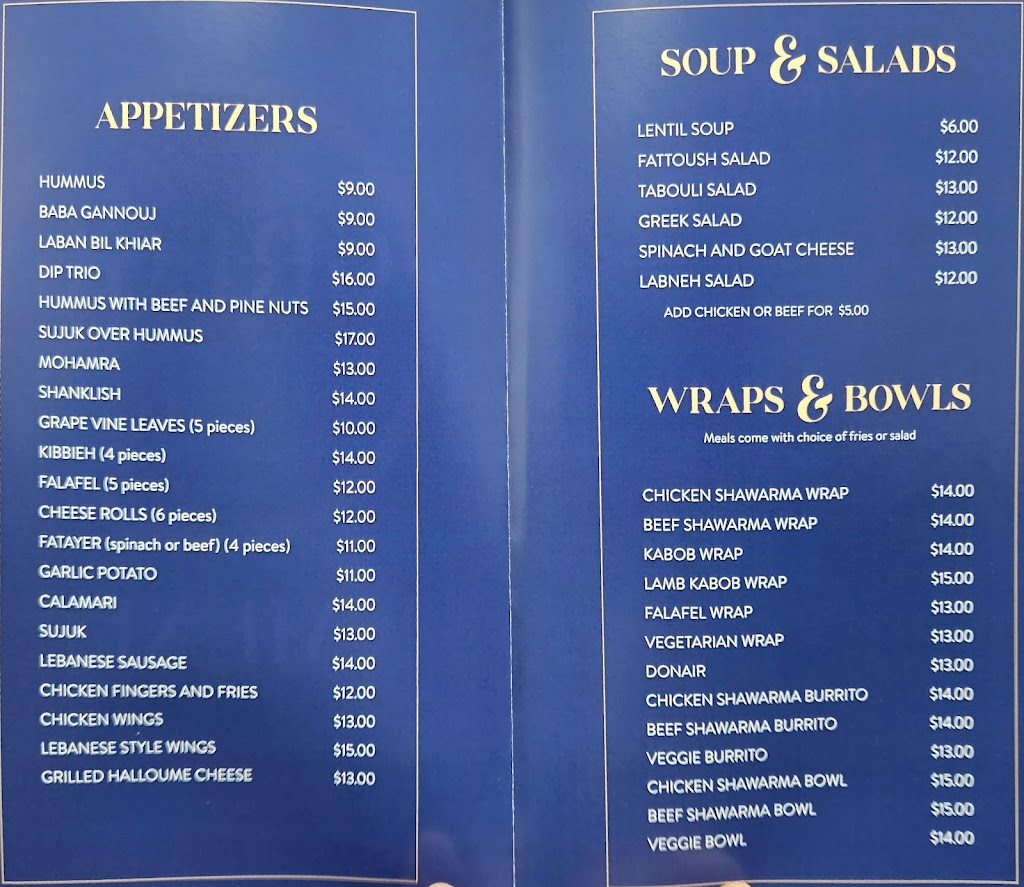 APPETIZERS
HUMMUS $9.00
BABA GANNOUJ $9.00
LABAN BIL KHIAR $9.00
DIP TRIO $16.00
HUMMUS WITH BEEF AND PINE NUTS $15.00
SUJUK OVER HUMMUS $17.00
MOHAMRA $13.00
SHANKLISH $14.00
GRAPE VINE LEAVES (5 pieces) $10.00
KIBBIEH (4 pieces) $14.00
FALAFEL (5 pieces) $12.00
CHEESE ROLLS (6 pieces) $12.00
FATAYER (spinach or beef) (4 pieces) $11.00
GARLIC POTATO $11.00
CALAMARI $14.00
SUJUK $13.00
LEBANESE SAUSAGE $14.00
CHICKEN FINGERS AND FRIES $12.00
CHICKEN WINGS $13.00
LEBANESE STYLE WINGS $15.00
GRILLED HALLOUME CHEESE $13.00
SOUP & SALADS
LENTIL SOUP $6.00
FATTOUSH SALAD $12.00
TABOULI SALAD $13.00
GREEK SALAD $12.00
SPINACH AND GOAT CHEESE $13.00
LABNEH SALAD $12.00
ADD CHICKEN OR BEEF FOR $5.00
WRAPS & BOWLS
Meals come with choice of fries or salad
CHICKEN SHAWARMA WRAP $14.00
BEEF SHAWARMA WRAP $14.00
KABOB WRAP $14.00
LAMB KABOB WRAP $15.00
FALAFEL WRAP $13.00
VEGETARIAN WRAP $13.00
DONAIR $13.00
CHICKEN SHAWARMA BURRITO $14.00
BEEF SHAWARMA BURRITO $14.00
VEGGIE BURRITO $13.00
CHICKEN SHAWARMA BOWL $15.00
BEEF SHAWARMA BOWL $15.00
VEGGIE BOWL $14.00